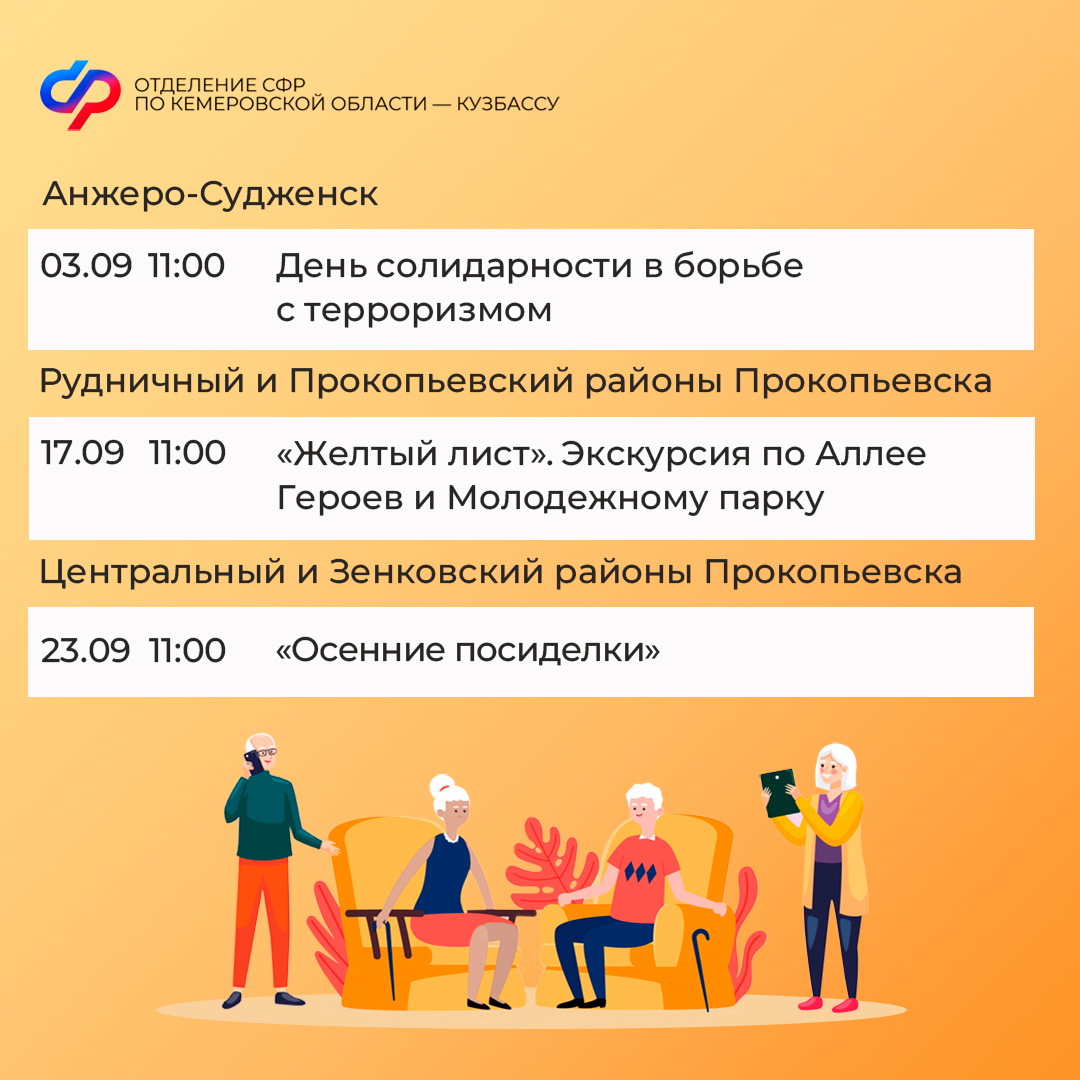 ОТДЕЛЕНИЕ СФР
ПО КЕМЕРОВСКОЙ ОБЛАСТИ — КУЗБАССУ
Анжеро-Судженск
03.09 11:00 День солидарности в борьбе
с терроризмом
Рудничный и Прокопьевский районы Прокопьевска
17.09 11:00 «Желтый лист». Экскурсия по Аллее
Героев и Молодежному парку
Центральный и Зенковский районы Прокопьевска
23.09 11:00 «Осенние посиделки»